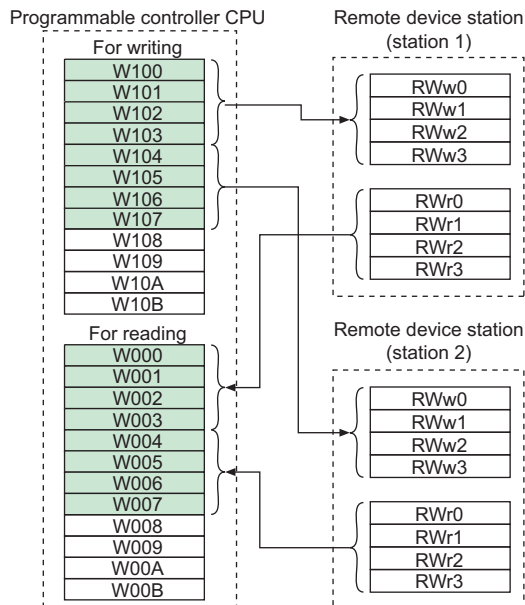 Programmable controller CPU
For writing
W100
W101
W102
W103
W104
W105
W106
W107
W108
W109
W10A
W10B
For reading
W000
W001
W002
W003
W004
W005
W006
W007
W008
W009
W00A
W00B
Remote device station
(station 1)
RWw0
RWw1
RWw2
RWw3
RWr0
RWr1
RWr2
RWr3
Remote device station
(station 2)
RWw0
RWw1
RWw2
RWw3
RWr0
RWr1
RWr2
RWr3